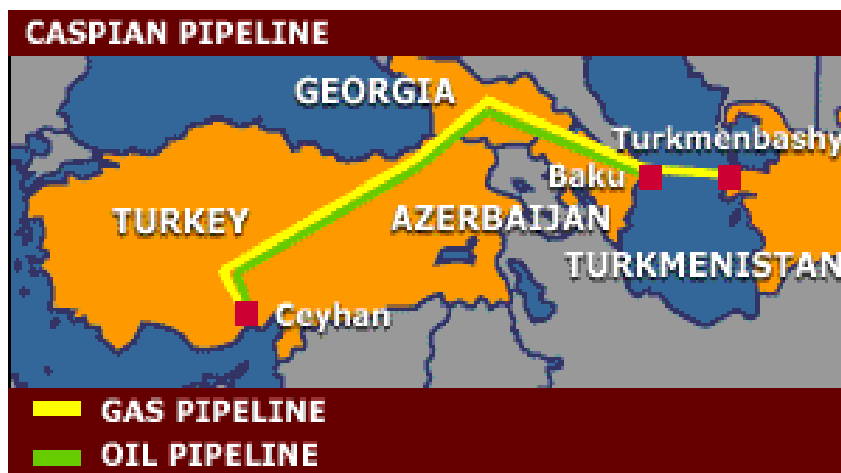 CASPIAN PIPELINE
GEORGIA
Turkmenbashy
Baku
TURKEY
AZERBAIJAN
TURKMENISTAN
Ceyhan
GAS PIPELINE
OIL PIPELINE